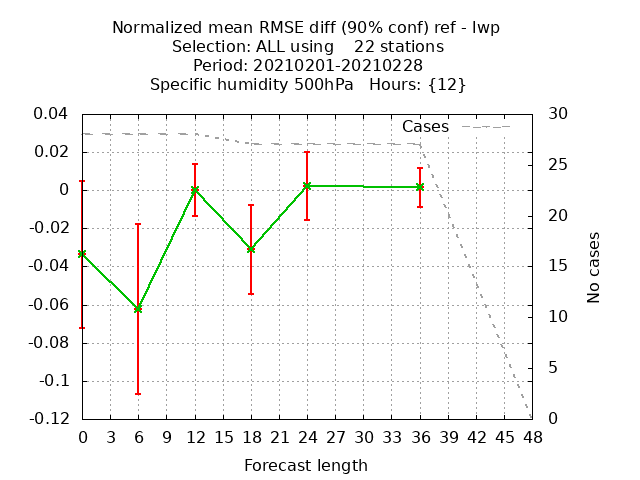 Normalized mean RMSE diff (90% conf) ref - lwp
Selection: ALL using    22 stations
Period: 20210201-20210228
Specific humidity 500hPa   Hours: {12}
0.04
0.02
0
-0.02
-0.04
-0.06
-0.08
-0.1
-0.12
Cases
30
25
20
15
10
5
0
No cases
0 3 6 9 12 15 18 21 24 27 30 33 36 39 42 45 48
Forecast length